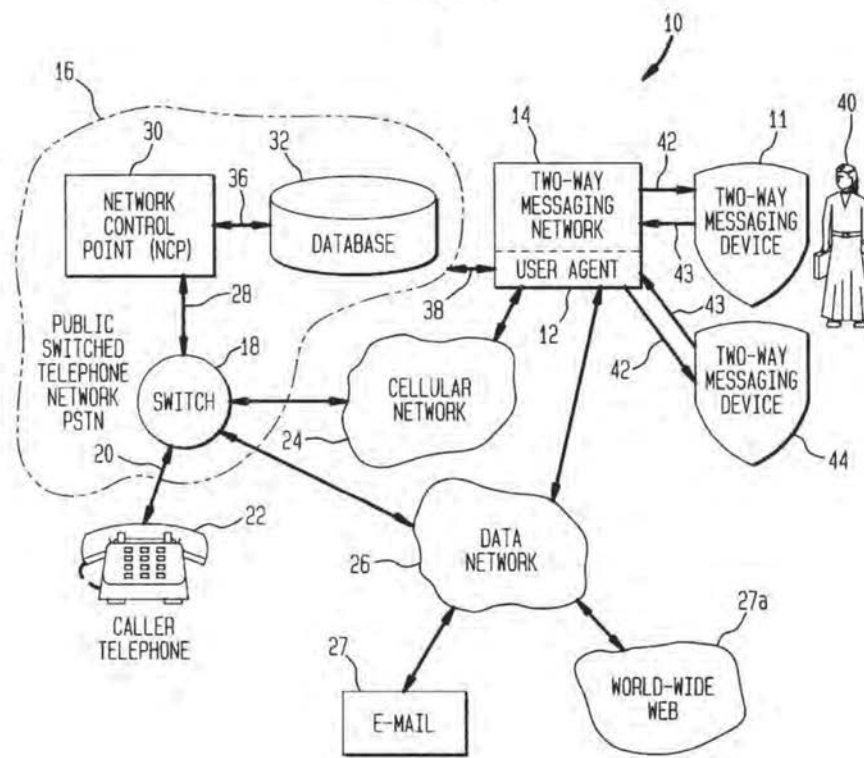 10
16
14
11
40
30
32
42
NETWORK
CONTROL
POINT (NCP)
36
DATABASE
TWO-WAY
MESSAGING
NETWORK
USER AGENT
43
TWO-WAY
MESSAGING
DEVICE
38
12
28
43
42
PUBLIC
SWITCHED
TELEPHONE
NETWORK
PSTN
18
SWITCH
CELLULAR
NETWORK
24
TWO-WAY
MESSAGING
DEVICE
44
20
22
CALLER
TELEPHONE
DATA
NETWORK
26
27
E-MAIL
27a
WORLD-WIDE
WEB